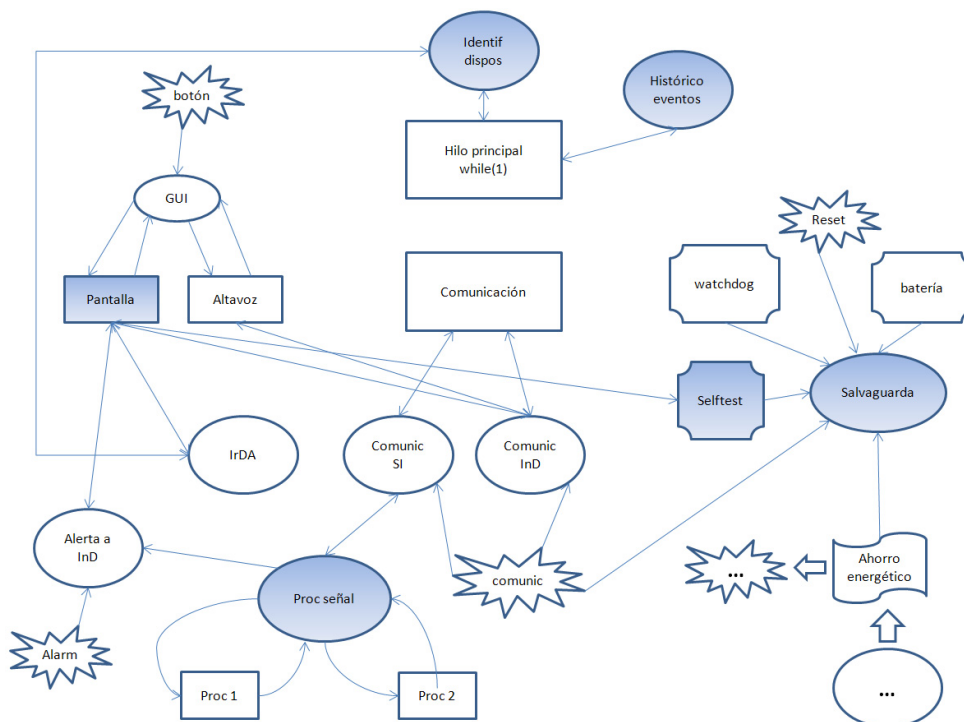 Identif
dispos
botón
Histórico
eventos
Hilo principal
while(1)
GUI
Reset
Pantalla
Altavoz
Comunicación
watchdog
batería
Selftest
Salvaguarda
IrDA
Comunic
SI
Comunic
InD
Alerta a
InD
comunic
...
Ahorro
energético
Proc señal
Alarm
Proc 1
Proc 2
...